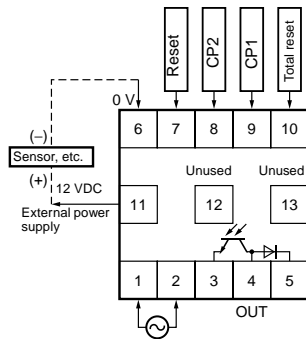 Reset
CP2
CP1
Total reset
0 V
6 7 8 9 10
(−)
Sensor, etc.
(+)
12 VDC
External power
supply
Unused
Unused
11 12 13
1 2 3 4 5
OUT